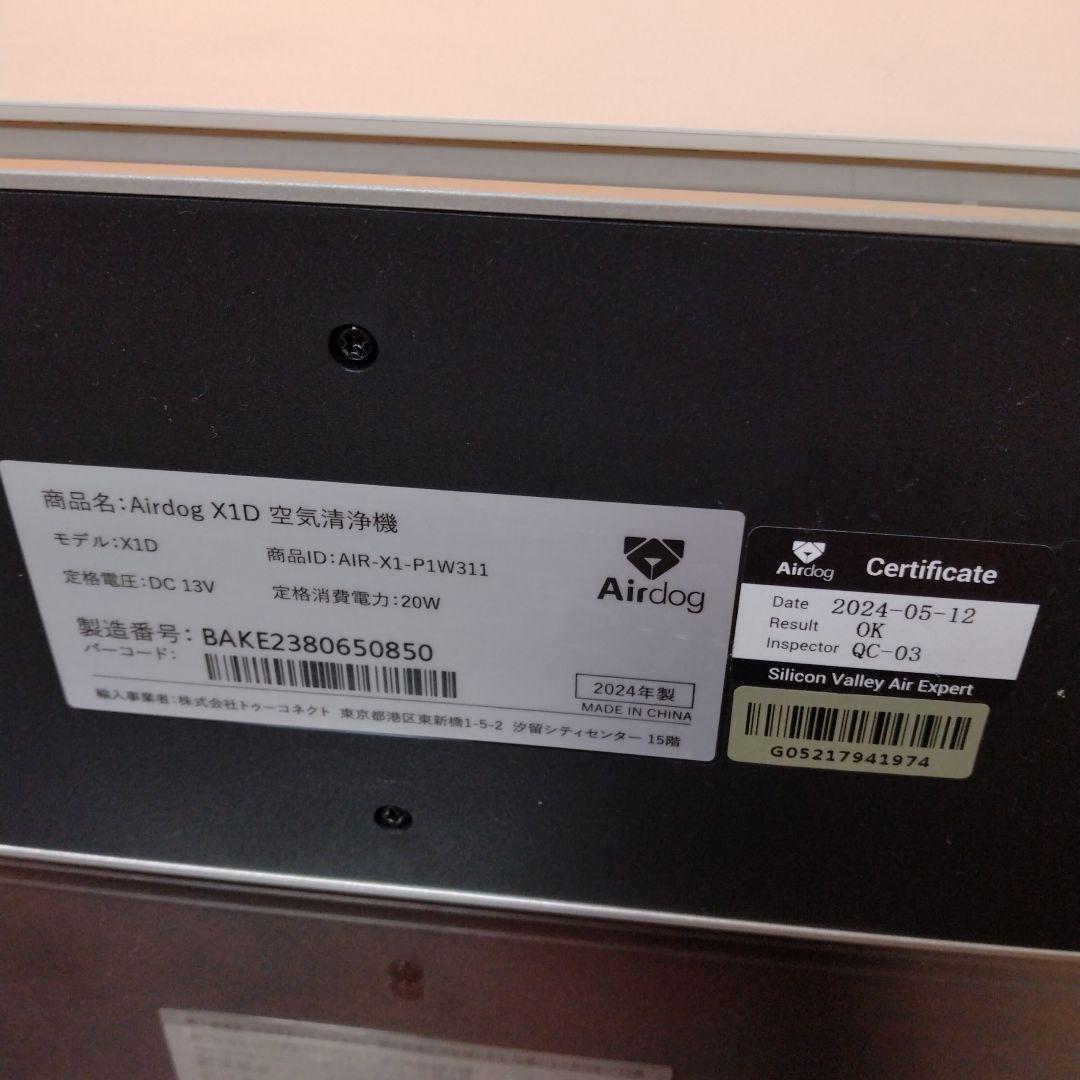 商品名:Airdog X1D 空気清浄機
モデル:X1D
商品ID:AIR-X1-P1W311
定格電圧:DC 13V
定格消費電力:20W
Airdog
製造番号:BAKE2380650850
バーコード:
2024年製
MADE IN CHINA
輸入事業者:株式会社トゥーコネクト 東京都港区東新橋1-5-2 汐留シティセンター 15階
Airdog Certificate
Date 2024-05-12
Result OK
Inspector QC-03
Silicon Valley Air Expert
G05217941974